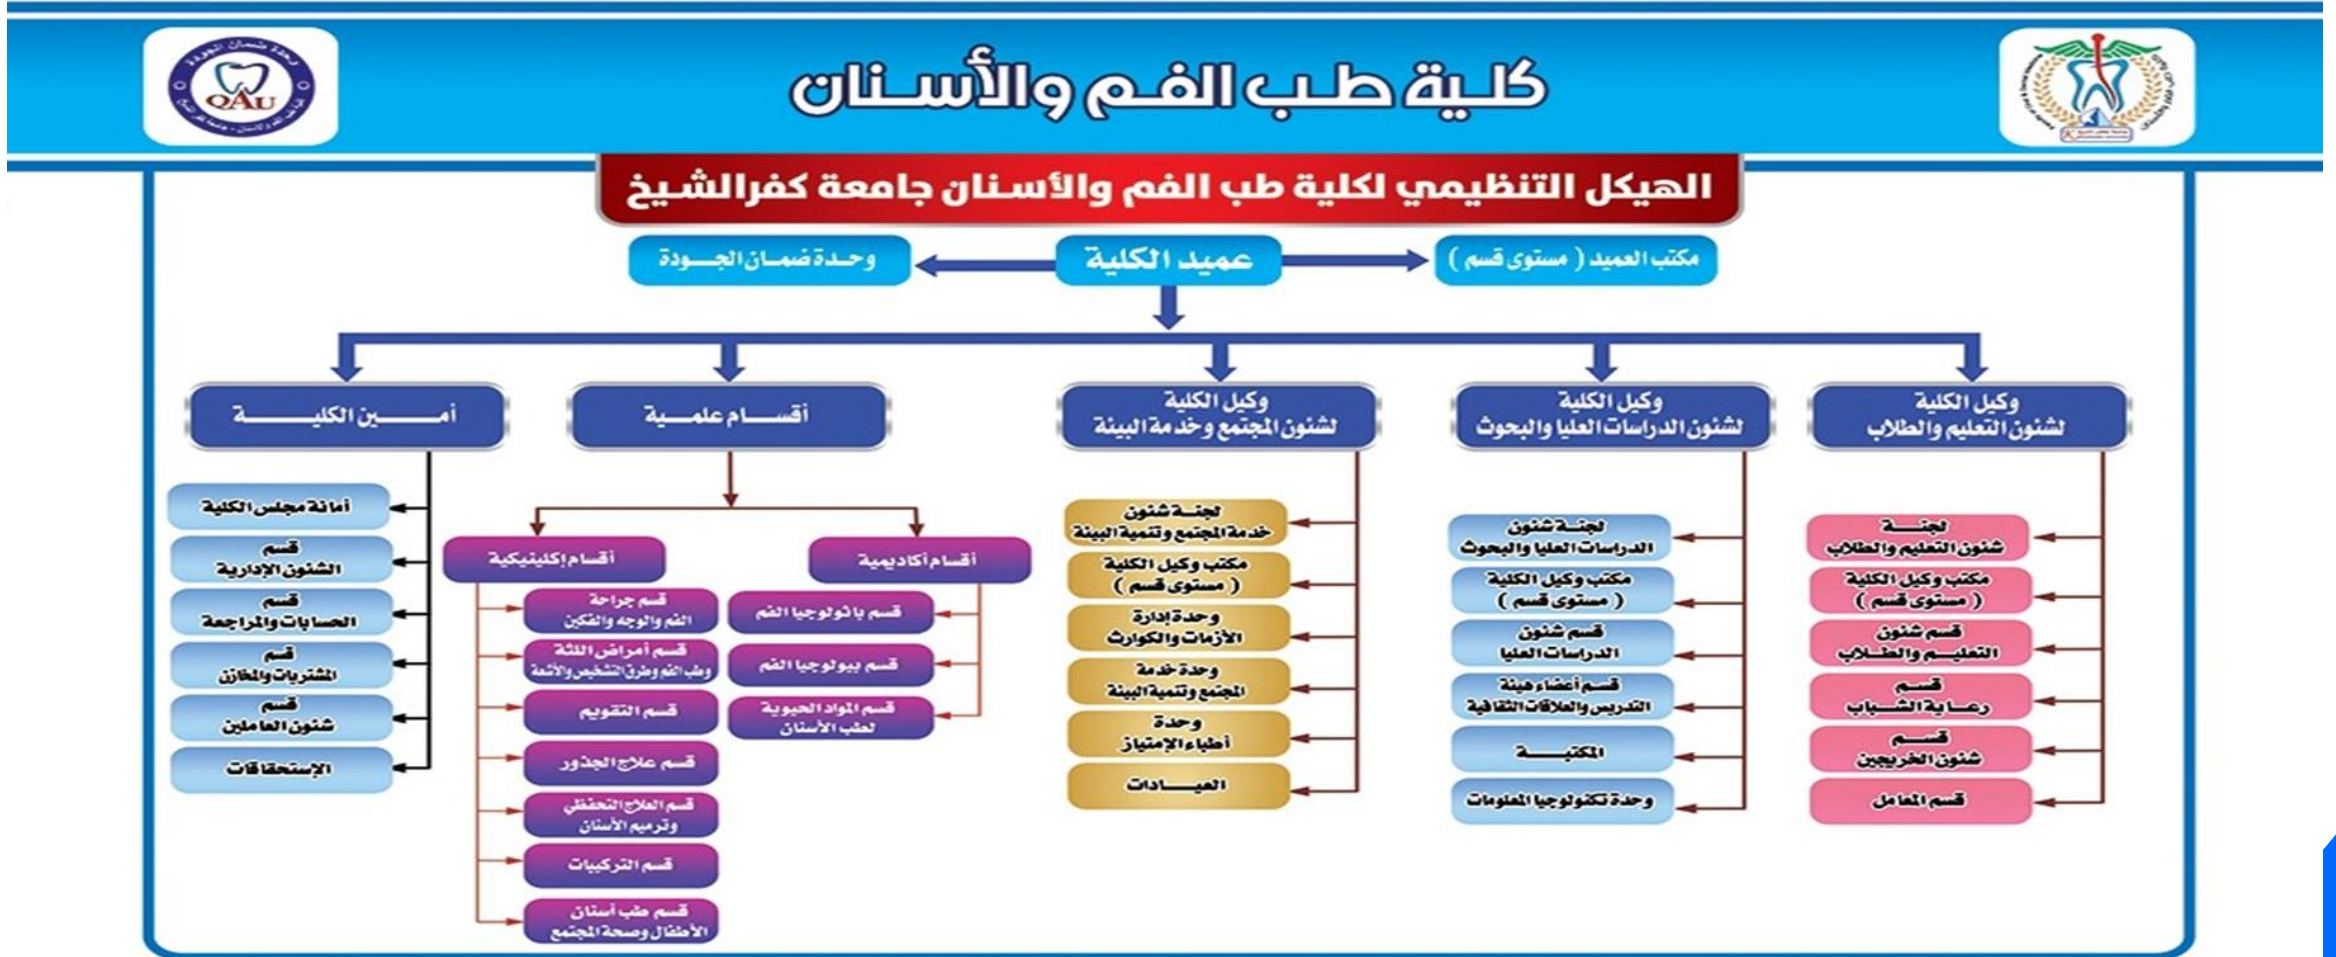 كلية طب الفم والأسنان
وحدة ضمان الجودة
QAU
الهيكل التنظيمي لكلية طب الفم والأسنان جامعة كفرالشيخ
مكتب العميد ( مستوى قسم )
عميد الكلية
وحدة ضمان الجودة
وكيل الكلية
لشئون التعليم والطلاب
وكيل الكلية
لشئون الدراسات العليا والبحوث
وكيل الكلية
لشئون المجتمع وخدمة البيئة
أقسام علمية
أمين الكلية
لجنة
شئون التعليم والطلاب
مكتب وكيل الكلية
( مستوى قسم )
قسم شئون
التعليم والطلاب
قسم
رعاية الشباب
قسم
شئون الخريجين
قسم المعامل
لجنة شئون
الدراسات العليا والبحوث
مكتب وكيل الكلية
( مستوى قسم )
قسم شئون
الدراسات العليا
قسم أعضاء هيئة
التدريس والعلاقات الثقافية
المكتبة
وحدة تكنولوجيا المعلومات
لجنة شئون
خدمة المجتمع وتنمية البيئة
مكتب وكيل الكلية
( مستوى قسم )
وحدة إدارة
الأزمات والكوارث
وحدة خدمة
المجتمع وتنمية البيئة
وحدة
أطباء الإمتياز
العيادات
أقسام أكاديمية
قسم باثولوجيا الفم
قسم بيولوجيا الفم
قسم المواد الحيوية
لطب الأسنان
أقسام إكلينيكية
قسم جراحة
الفم والوجه والفكين
قسم أمراض اللثة
وطب الفم وطرق التشخيص والأشعة
قسم التقويم
قسم علاج الجذور
قسم العلاج التحفظي
وترميم الأسنان
قسم التركيبات
قسم طب أسنان
الأطفال وصحة المجتمع
أمانة مجلس الكلية
قسم
الشئون الإدارية
قسم
الحسابات والمراجعة
قسم
المشتريات والمخازن
قسم
شئون العاملين
الإستحقاقات